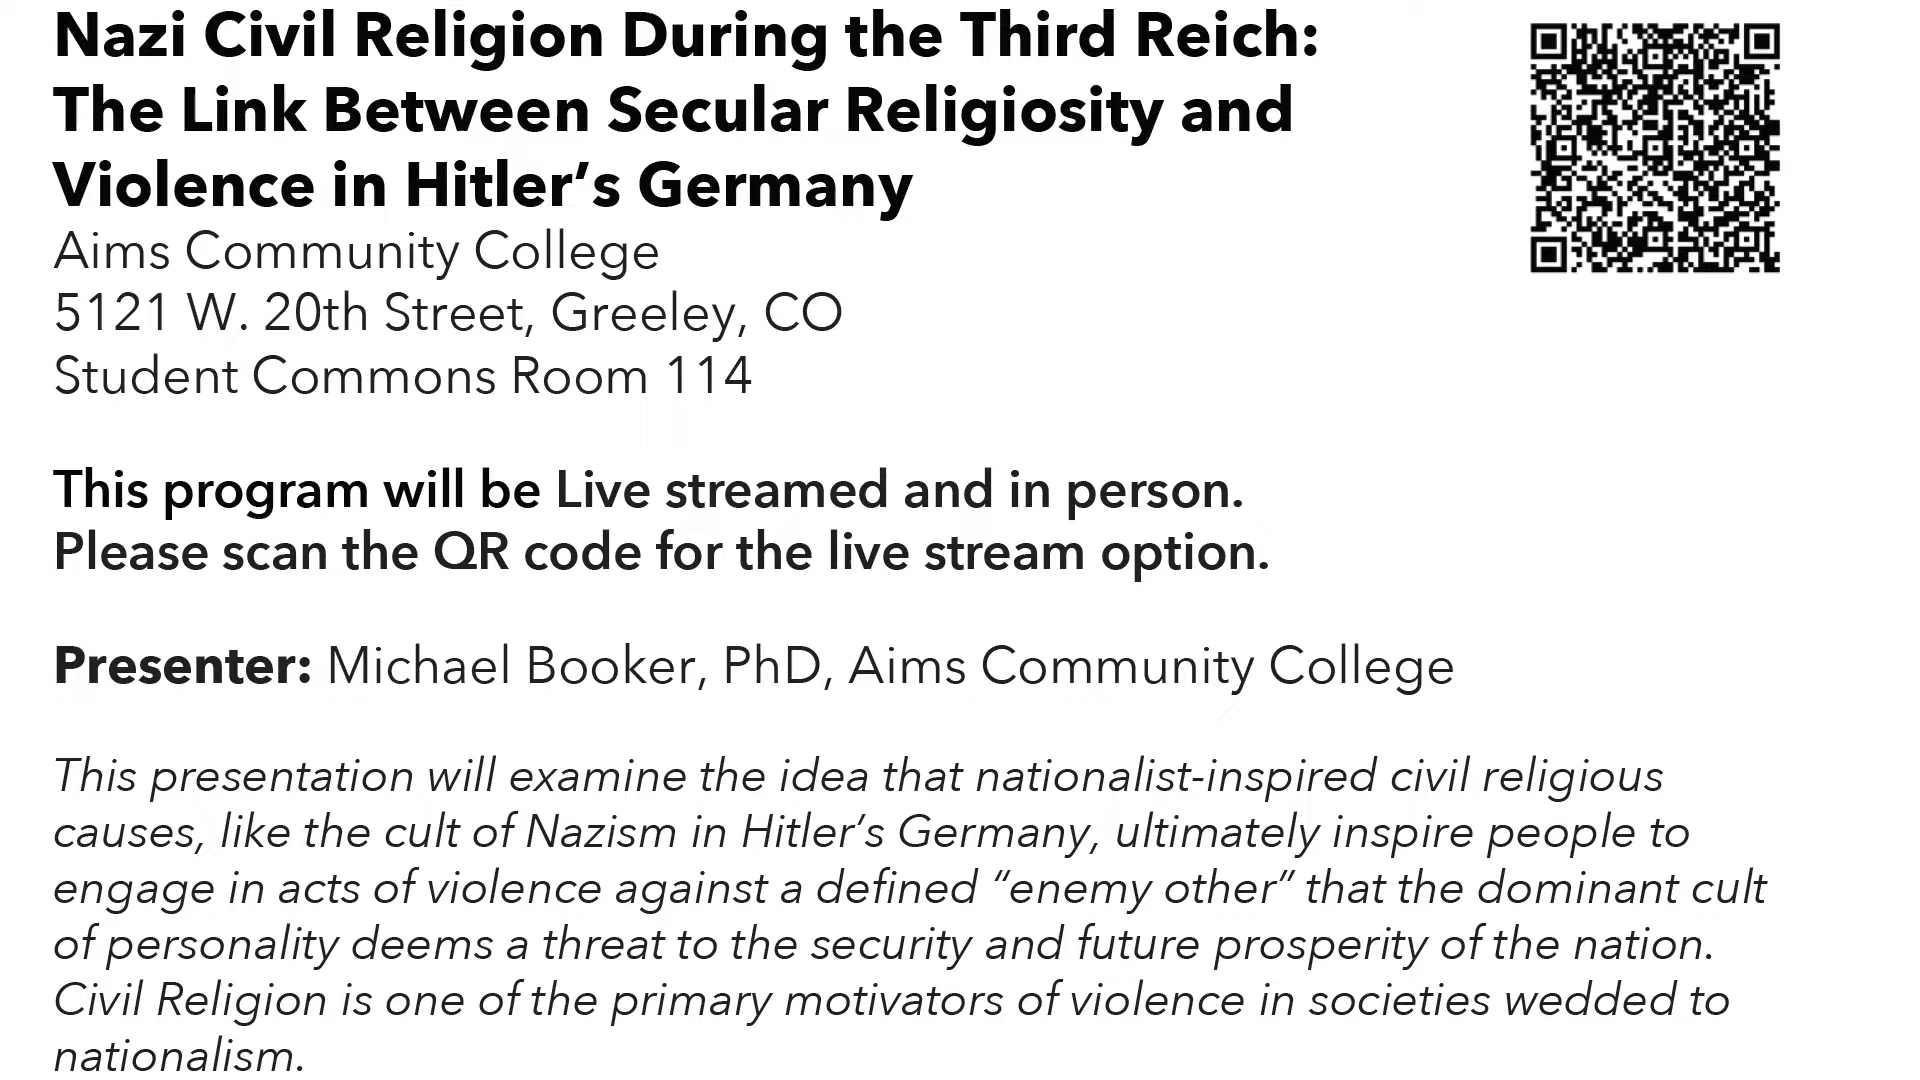 Nazi Civil Religion During the Third Reich:
The Link Between Secular Religiosity and
Violence in Hitler’s Germany
Aims Community College
5121 W. 20th Street, Greeley, CO
Student Commons Room 114
This program will be Live streamed and in person.
Please scan the QR code for the live stream option.
Presenter: Michael Booker, PhD, Aims Community College
This presentation will examine the idea that nationalist-inspired civil religious
causes, like the cult of Nazism in Hitler’s Germany, ultimately inspire people to
engage in acts of violence against a defined “enemy other” that the dominant cult
of personality deems a threat to the security and future prosperity of the nation.
Civil Religion is one of the primary motivators of violence in societies wedded to
nationalism.